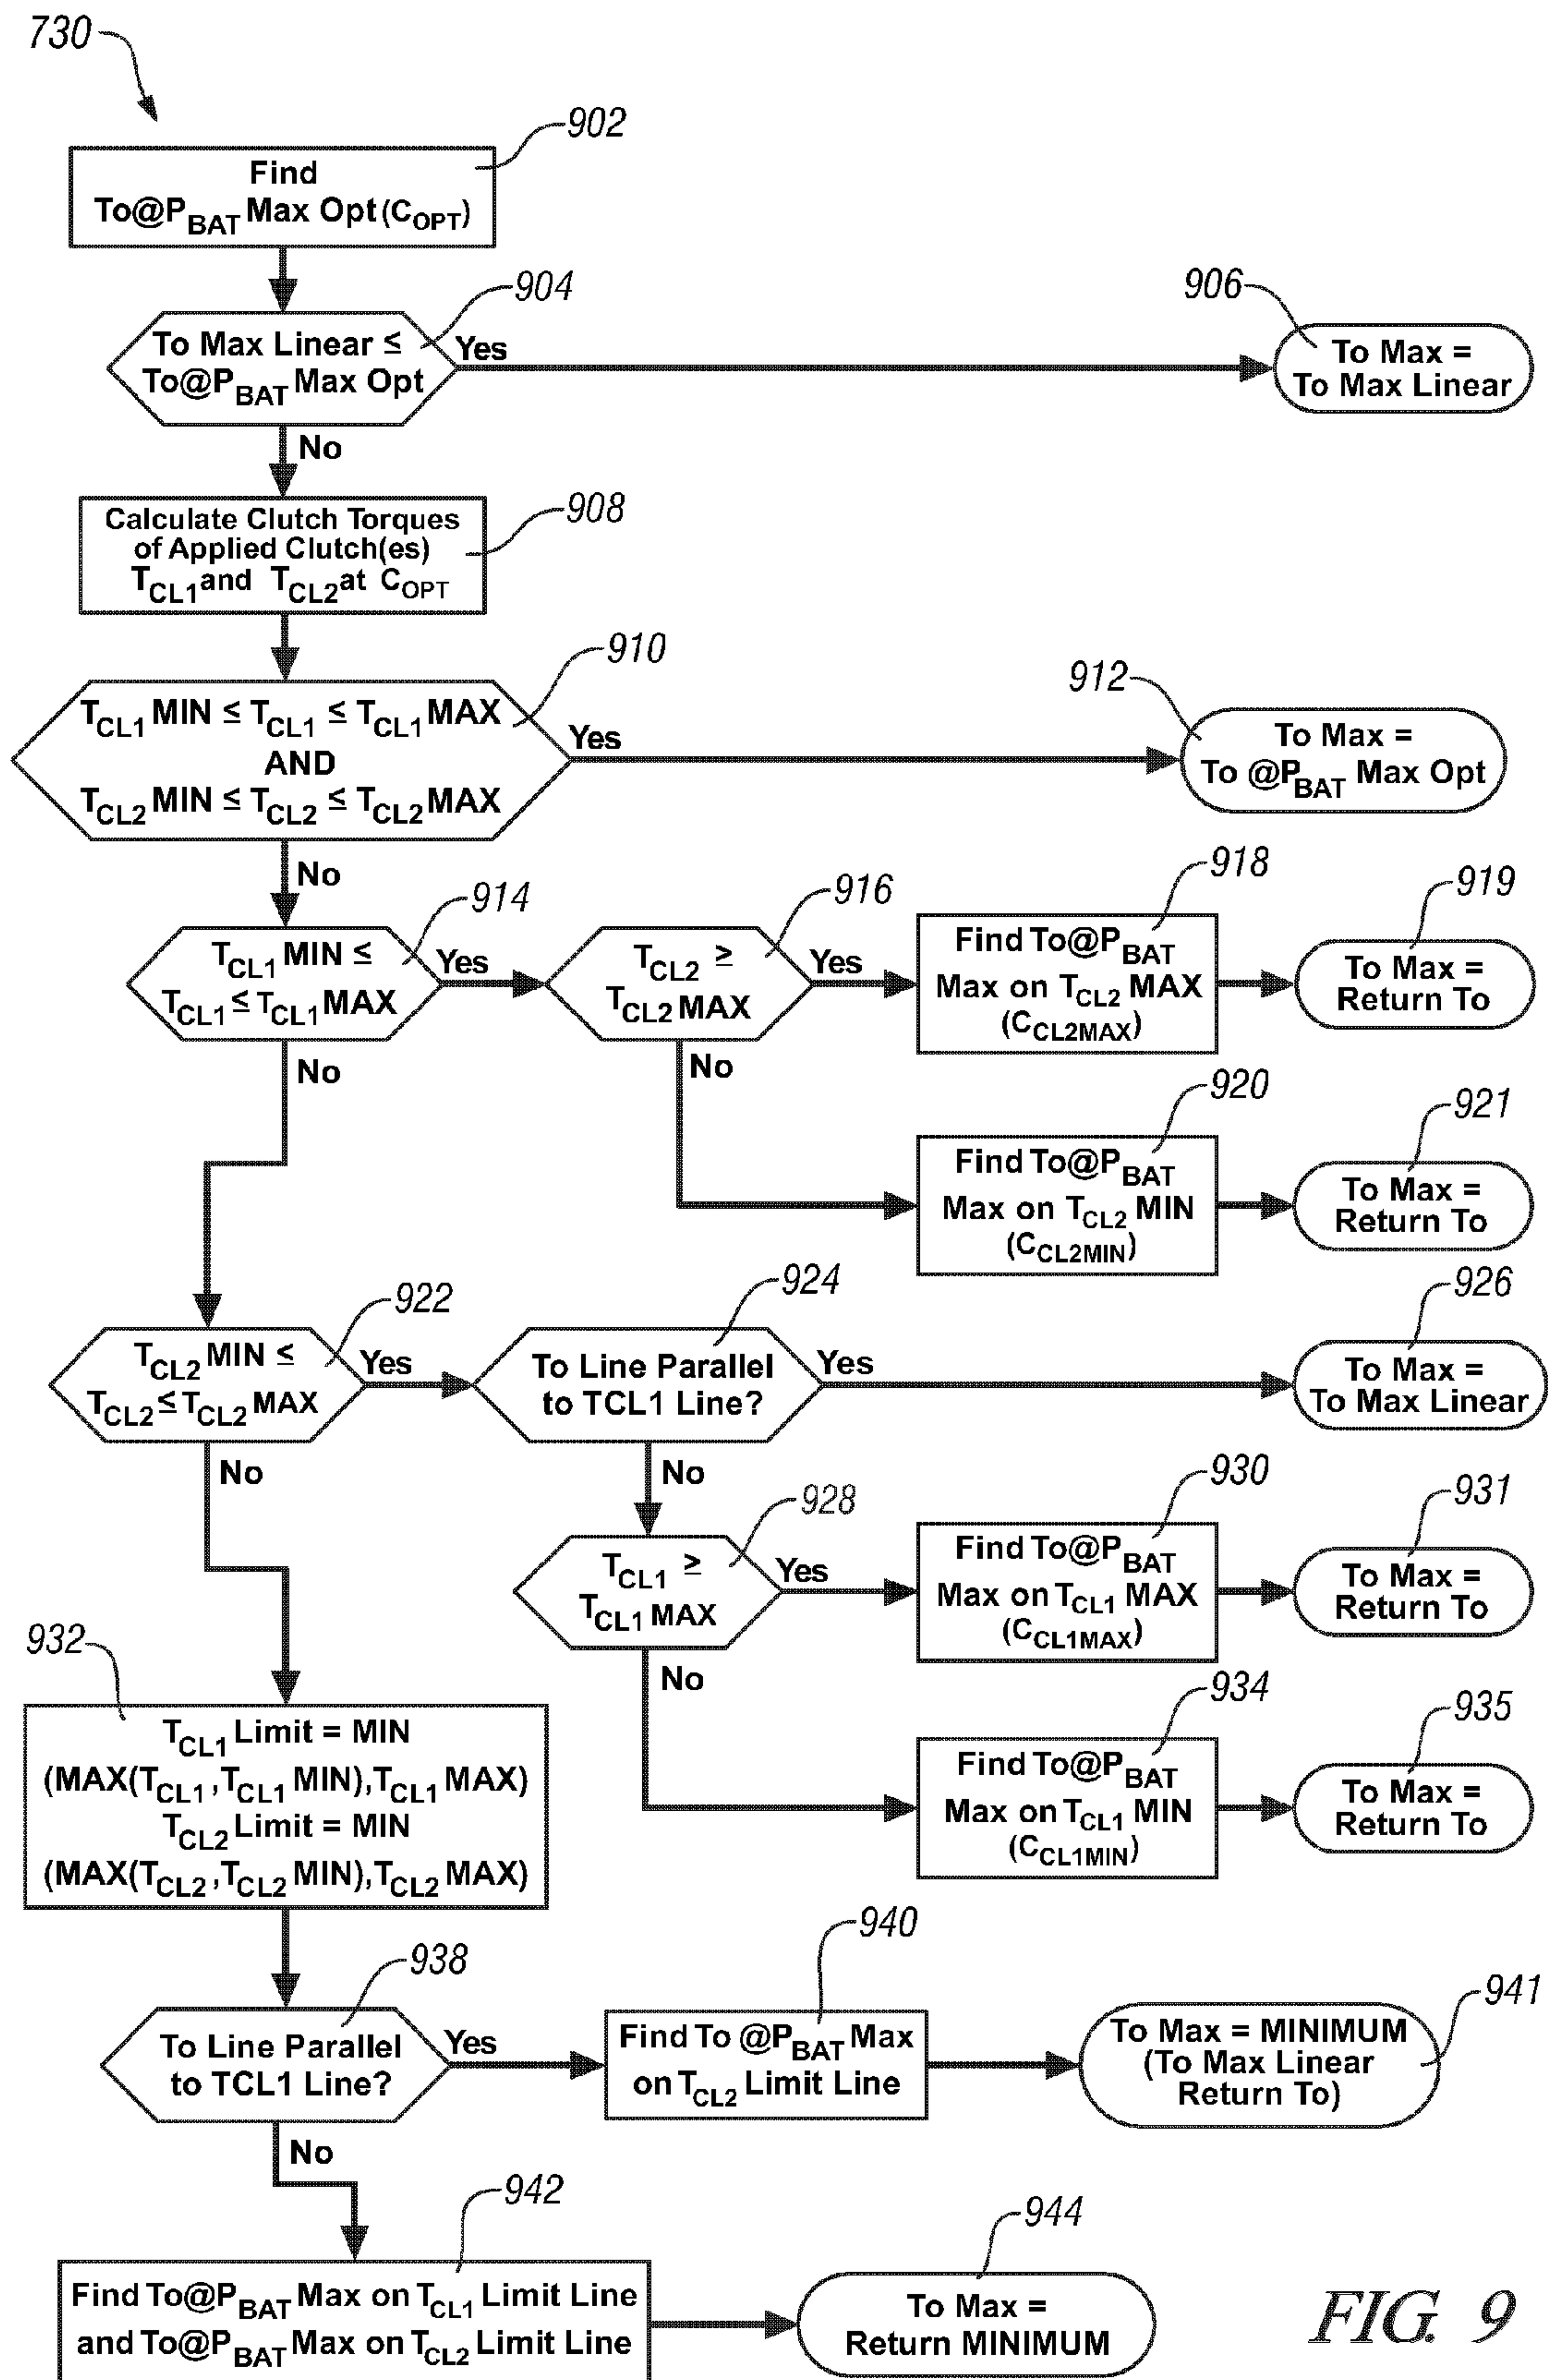 730
902
Find
To@PBAT Max Opt (COPT)
904
To Max Linear ≤
To@PBAT Max Opt
Yes
906
To Max =
To Max Linear
No
908
Calculate Clutch Torques
of Applied Clutch(es)
TCL1 and TCL2 at COPT
910
TCL1 MIN ≤ TCL1 ≤ TCL1 MAX
AND
TCL2 MIN ≤ TCL2 ≤ TCL2 MAX
Yes
912
To Max =
To @PBAT Max Opt
No
914
TCL1 MIN ≤
TCL1 ≤ TCL1 MAX
Yes
916
TCL2 ≥
TCL2 MAX
Yes
918
Find To@PBAT
Max on TCL2 MAX
(CCL2MAX)
919
To Max =
Return To
No
No
920
Find To@PBAT
Max on TCL2 MIN
(CCL2MIN)
921
To Max =
Return To
922
TCL2 MIN ≤
TCL2 ≤ TCL2 MAX
Yes
924
To Line Parallel
to TCL1 Line?
Yes
926
To Max =
To Max Linear
No
No
928
TCL1 ≥
TCL1 MAX
Yes
930
Find To@PBAT
Max on TCL1 MAX
(CCL1MAX)
931
To Max =
Return To
No
934
Find To@PBAT
Max on TCL1 MIN
(CCL1MIN)
935
To Max =
Return To
932
TCL1 Limit = MIN
(MAX(TCL1,TCL1 MIN),TCL1 MAX)
TCL2 Limit = MIN
(MAX(TCL2,TCL2 MIN),TCL2 MAX)
938
To Line Parallel
to TCL1 Line?
Yes
940
Find To @PBAT Max
on TCL2 Limit Line
941
To Max = MINIMUM
(To Max Linear
Return To)
No
942
Find To@PBAT Max on TCL1 Limit Line
and To@PBAT Max on TCL2 Limit Line
944
To Max =
Return MINIMUM
FIG. 9